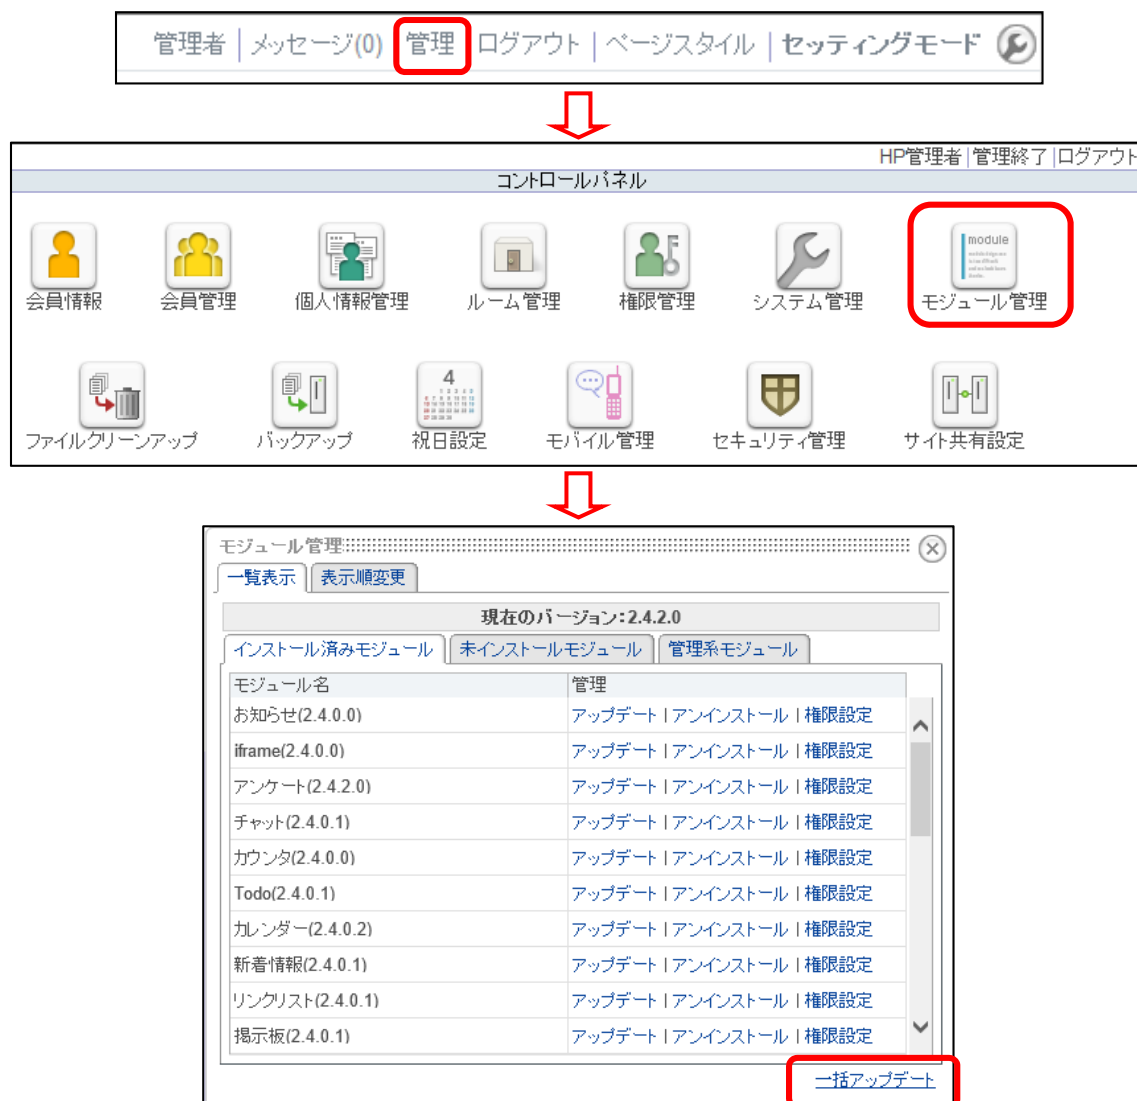 管理者 | メッセージ(0) 管理 ログアウト | ページスタイル | セッティングモード
HP管理者 | 管理終了 | ログアウト
コントロールパネル
module
会員情報 会員管理 個人情報管理 ルーム管理 権限管理 システム管理 モジュール管理
4
ファイルクリーンアップ バックアップ 祝日設定 モバイル管理 セキュリティ管理 サイト共有設定
モジュール管理
一覧表示 表示順変更
現在のバージョン:2.4.2.0
インストール済みモジュール 未インストールモジュール 管理系モジュール
モジュール名 管理
お知らせ(2.4.0.0) アップデート | アンインストール | 権限設定
iframe(2.4.0.0) アップデート | アンインストール | 権限設定
アンケート(2.4.2.0) アップデート | アンインストール | 権限設定
チャット(2.4.0.1) アップデート | アンインストール | 権限設定
カウンタ(2.4.0.0) アップデート | アンインストール | 権限設定
Todo(2.4.0.1) アップデート | アンインストール | 権限設定
カレンダー(2.4.0.2) アップデート | アンインストール | 権限設定
新着情報(2.4.0.1) アップデート | アンインストール | 権限設定
リンクリスト(2.4.0.1) アップデート | アンインストール | 権限設定
掲示板(2.4.0.1) アップデート | アンインストール | 権限設定
一括アップデート